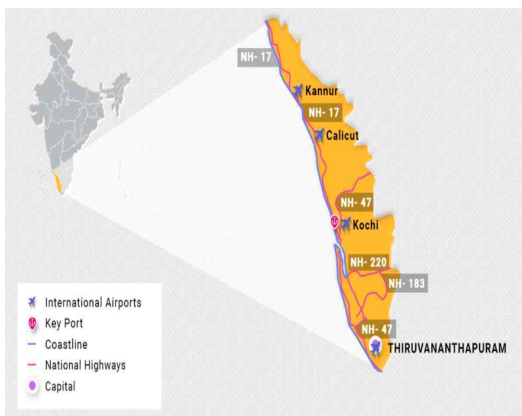 NH- 17
Kannur
NH- 17
Calicut
NH- 47
Kochi
NH- 220
NH- 183
NH- 47
THIRUVANANTHAPURAM
International Airports
Key Port
Coastline
National Highways
Capital